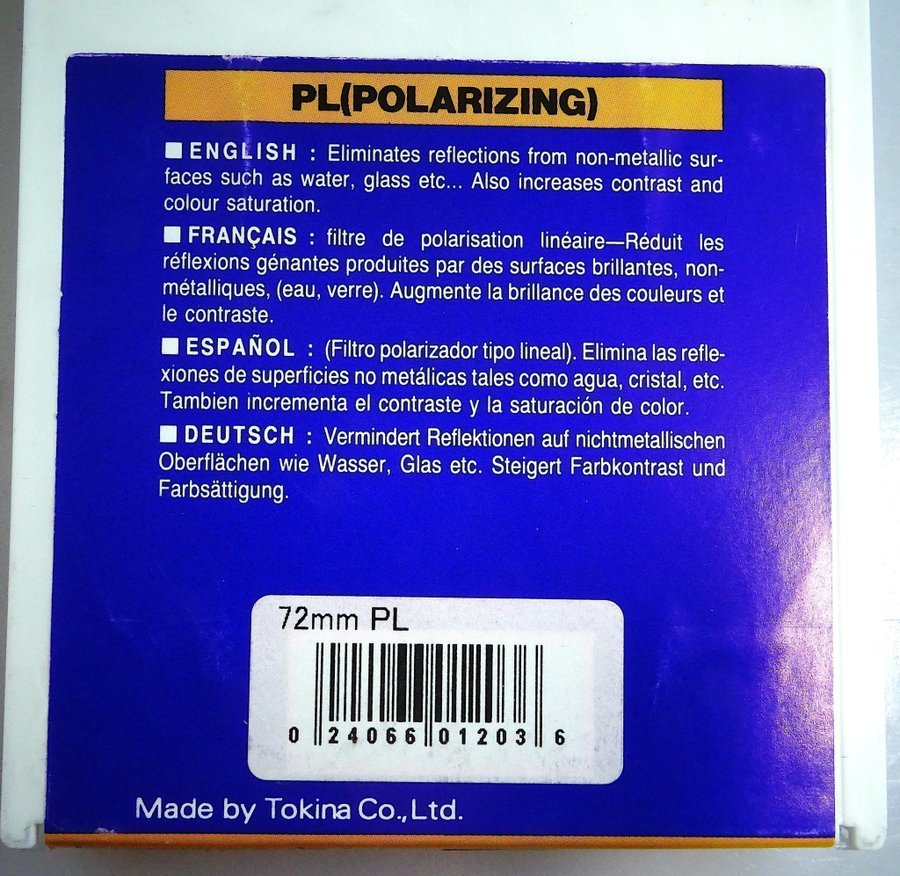 PL(POLARIZING)
■ ENGLISH : Eliminates reflections from non-metallic sur-
faces such as water, glass etc... Also increases contrast and
colour saturation.
■ FRANÇAIS : filtre de polarisation linéaire—Réduit les
réflexions génantes produites par des surfaces brillantes, non-
métalliques, (eau, verre). Augmente la brillance des couleurs et
le contraste.
■ ESPAÑOL : (Filtro polarizador tipo lineal). Elimina las refle-
xiones de superficies no metálicas tales como agua, cristal, etc.
Tambien incrementa el contraste y la saturación de color.
■ DEUTSCH : Vermindert Reflektionen auf nichtmetallischen
Oberflächen wie Wasser, Glas etc. Steigert Farbkontrast und
Farbsättigung.
72mm PL
0 24066 01203 6
Made by Tokina Co.,Ltd.